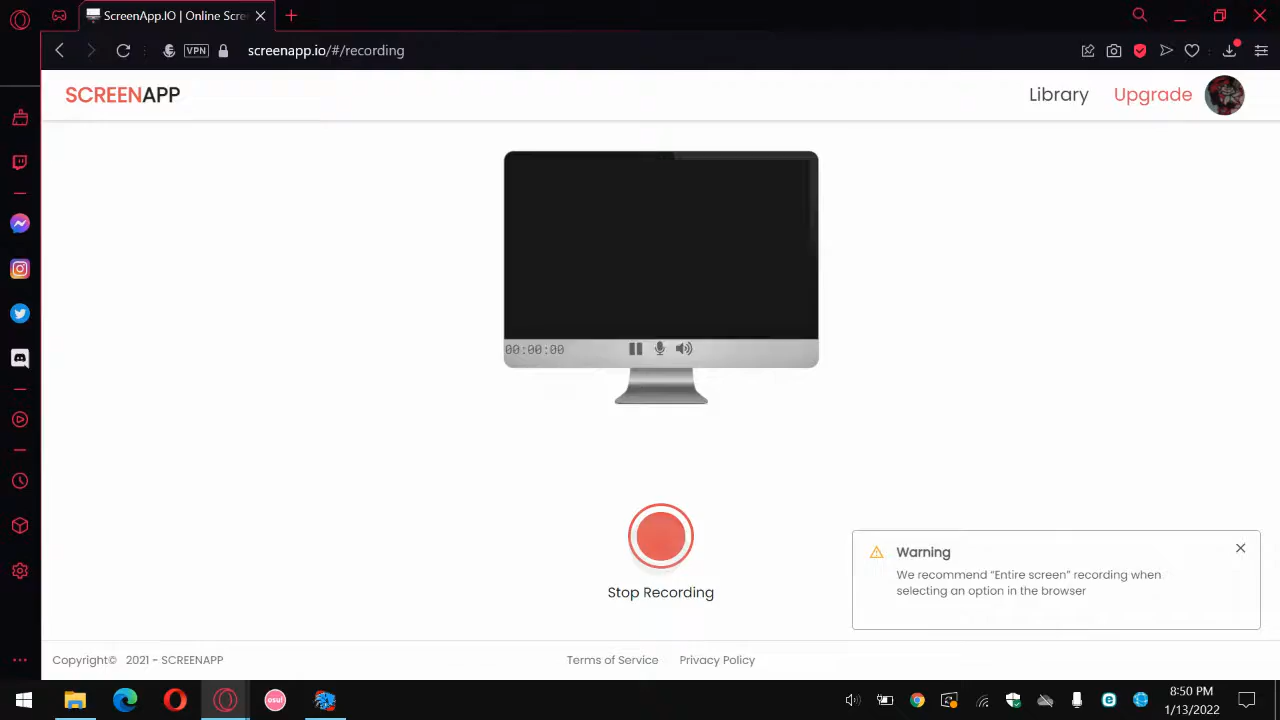 ScreenApp.IO | Online Scre
VPN
screenapp.io/#/recording
SCREENAPP
Library
Upgrade
00:00:00
Stop Recording
Warning
We recommend “Entire screen” recording when
selecting an option in the browser
Copyright© 2021 - SCREENAPP
Terms of Service
Privacy Policy
osu!
8:50 PM
1/13/2022